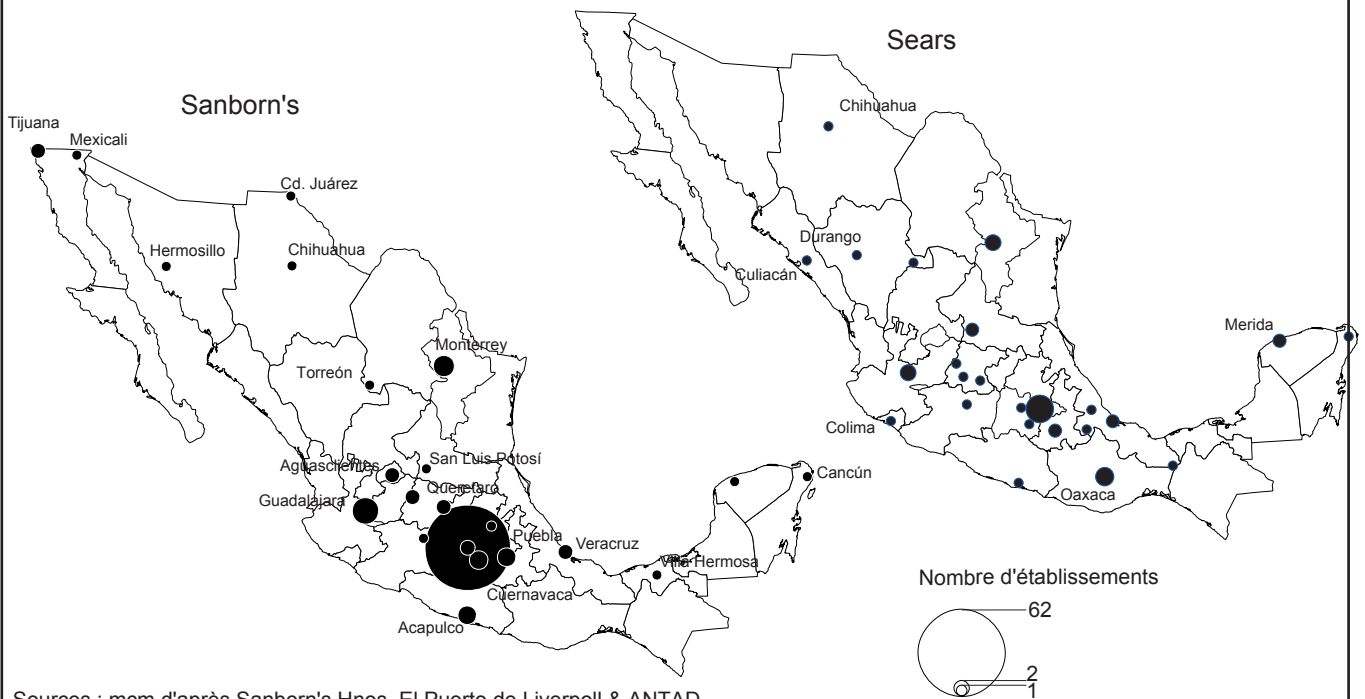 Sanborn's
Tijuana
Mexicali
Cd. Juárez
Hermosillo
Chihuahua
Monterrey
Torreón
Aguasclientes
San Luis Potosí
Queretaro
Guadalajara
Puebla
Veracruz
Cancún
Villa Hermosa
Cuernavaca
Acapulco
Sears
Chihuahua
Durango
Culiacán
Merida
Colima
Oaxaca
Nombre d'établissements
62
2
1
Sources : mcm d'après Sanborn's Hnos, El Puerto de Liverpoll & ANTAD